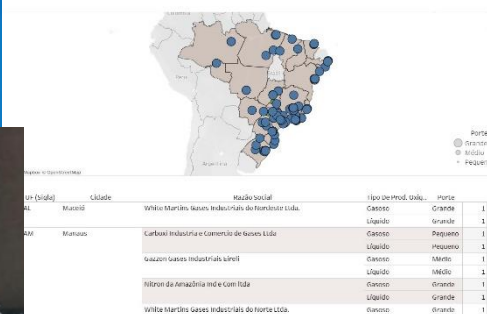 Argentina
Porte
Grande
Médio
Pequen
Mapbox © OpenStreetMap
UF (Sigla) Cidade Razão Social Tipo De Prod. Oxig.. Porte
AL Maceió White Martins Gases Industriais do Nordeste Ltda. Gasoso Grande 1
Líquido Grande 1
AM Manaus Carboxi Industria e Comercio de Gases Ltda Gasoso Pequeno 1
Líquido Pequeno 1
Gazzon Gases Industriais Eireli Gasoso Médio 1
Líquido Médio 1
Nitron da Amazônia Ind e Com ltda Gasoso Grande 1
Líquido Grande 1
White Martins Gases Industriais do Norte Ltda. Gasoso Grande 1